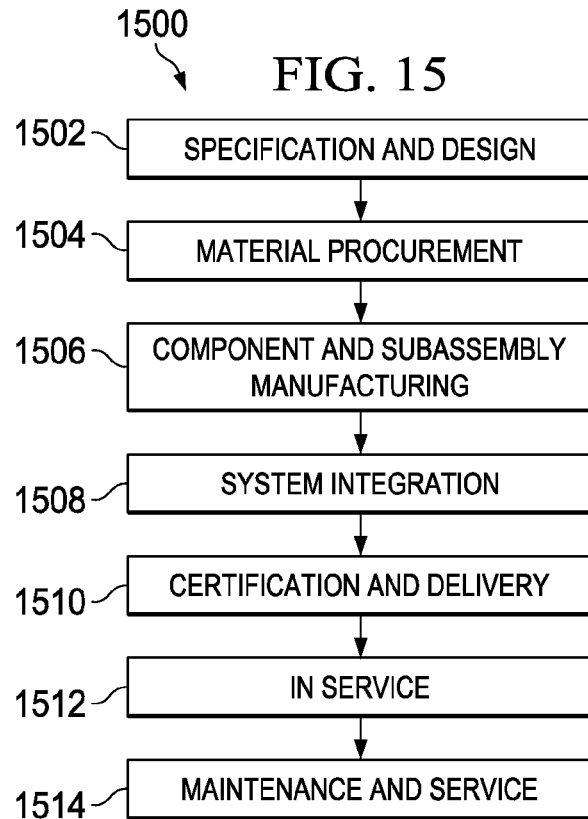 1500
FIG. 15
1502
SPECIFICATION AND DESIGN
1504
MATERIAL PROCUREMENT
1506
COMPONENT AND SUBASSEMBLY
MANUFACTURING
1508
SYSTEM INTEGRATION
1510
CERTIFICATION AND DELIVERY
1512
IN SERVICE
1514
MAINTENANCE AND SERVICE